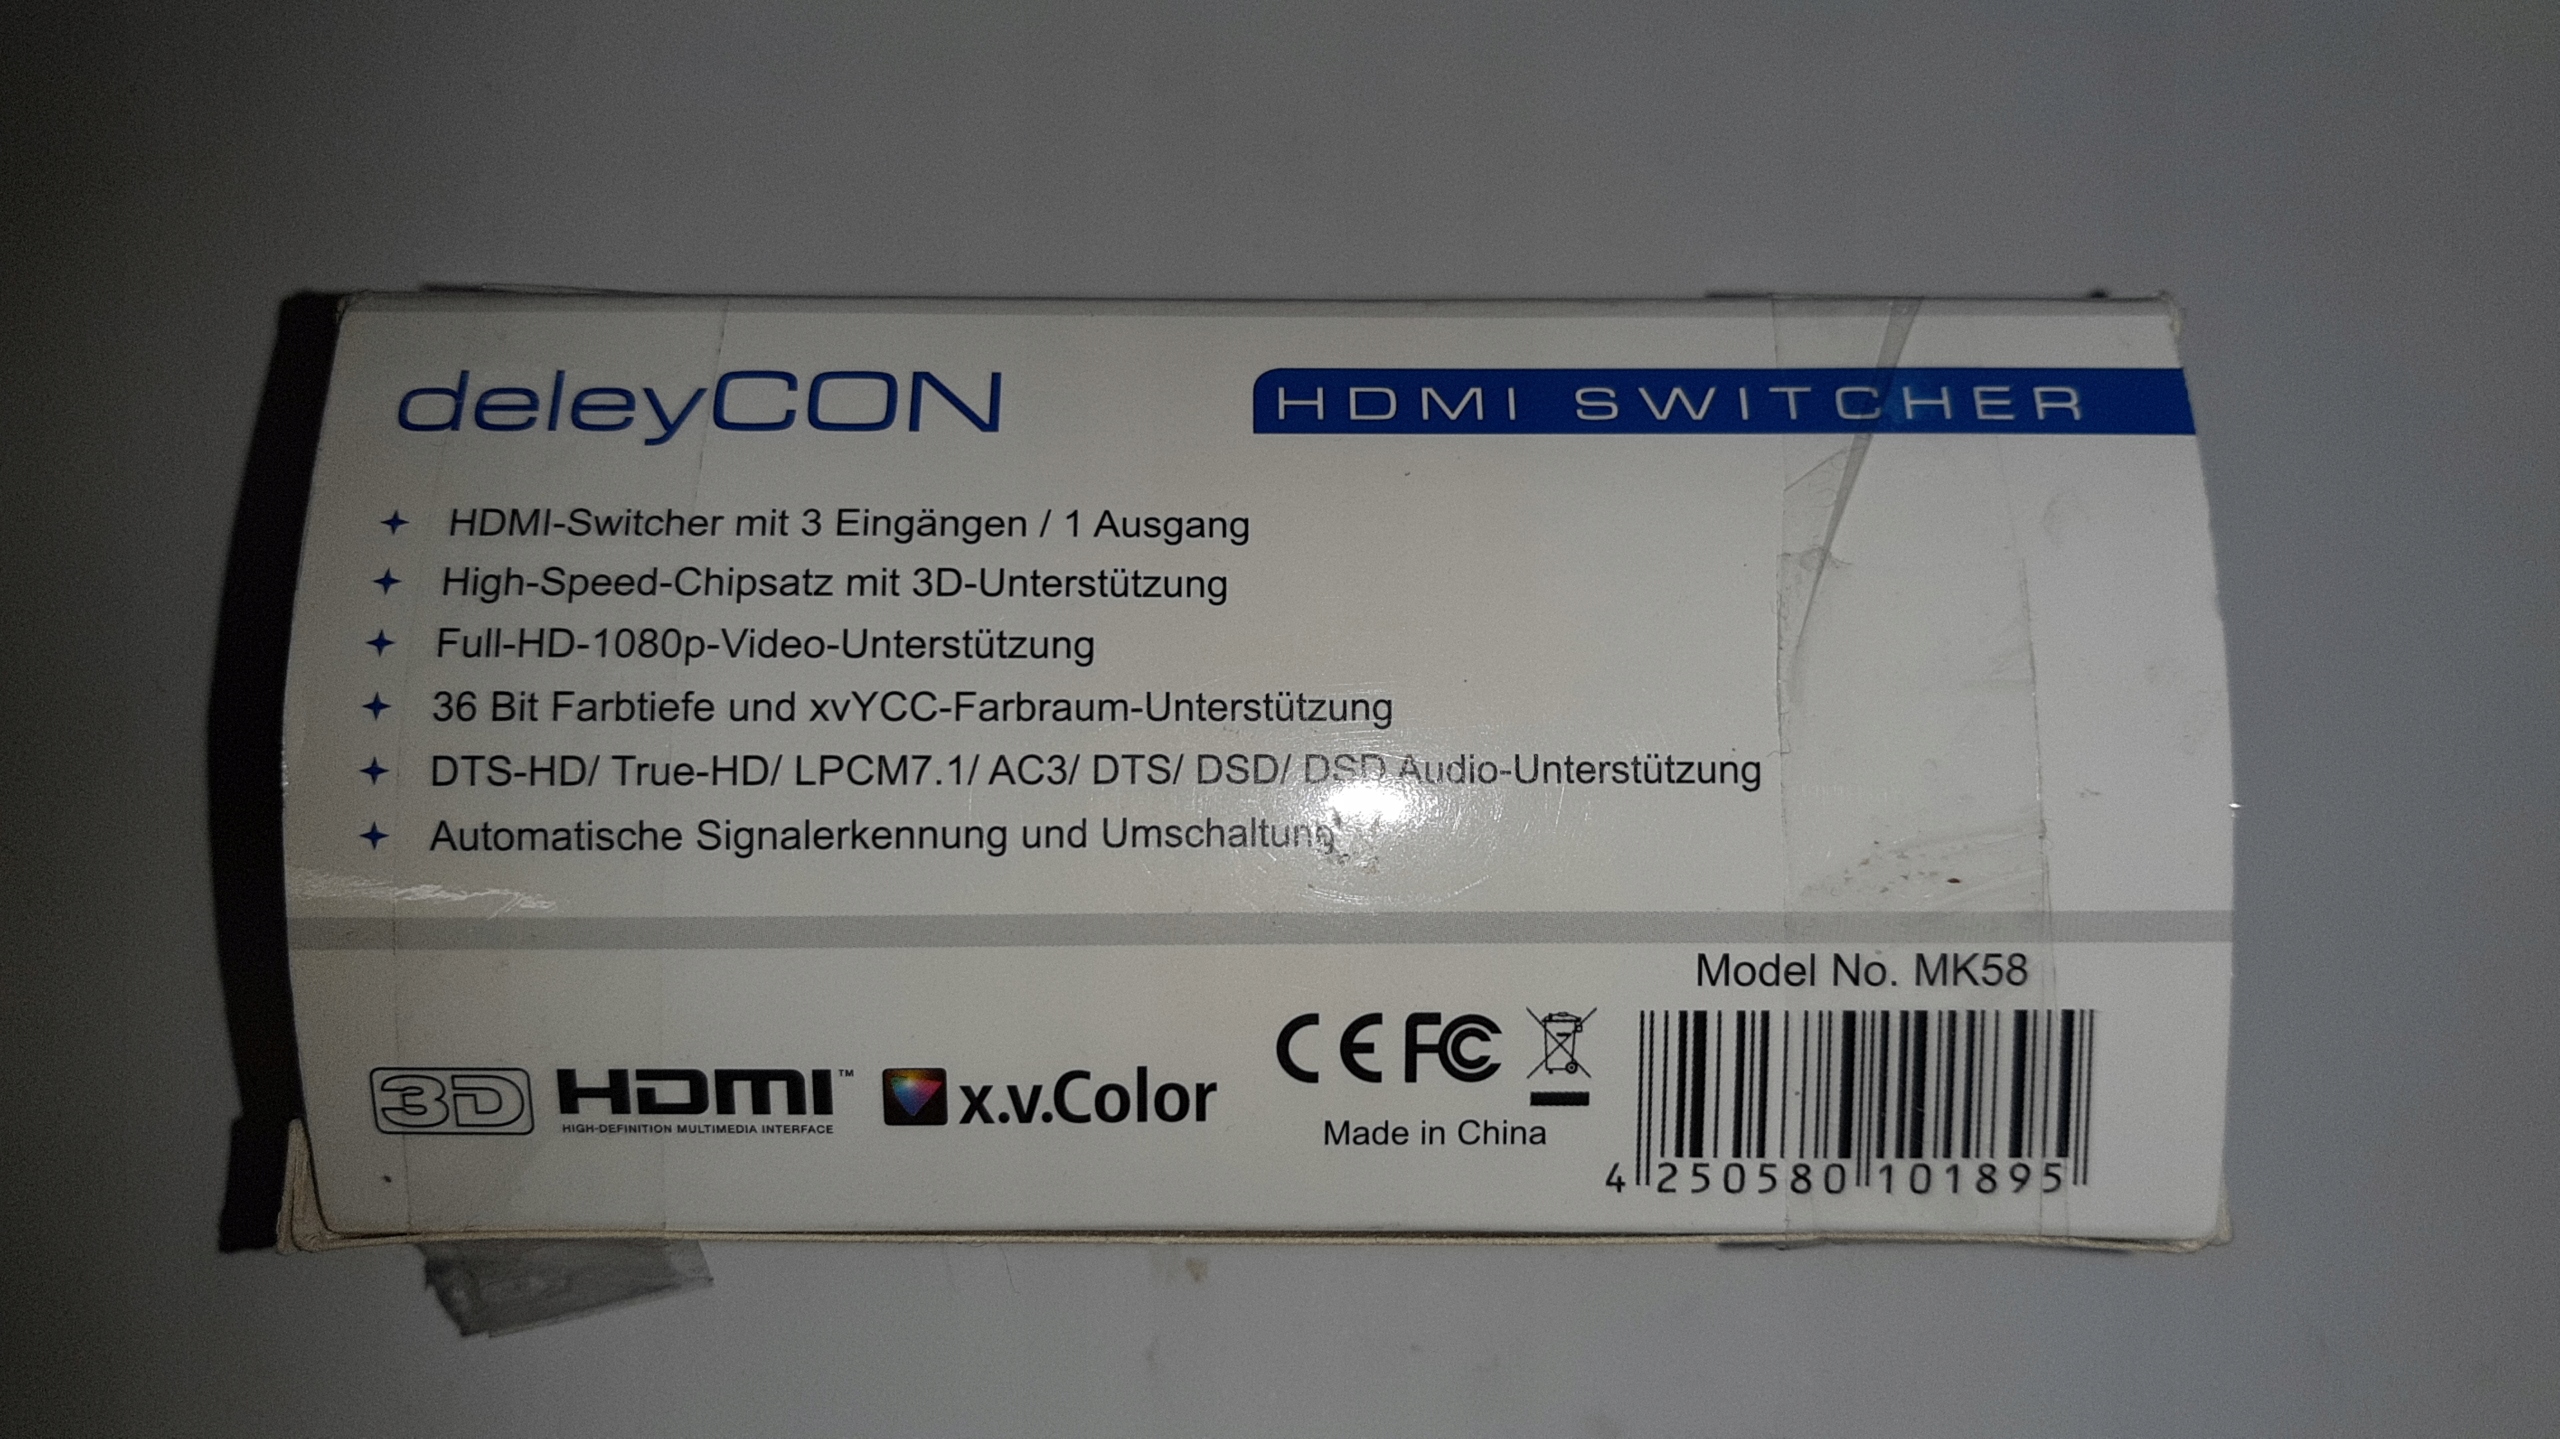 deleyCON
HDMI SWITCHER
HDMI-Switcher mit 3 Eingängen / 1 Ausgang
High-Speed-Chipsatz mit 3D-Unterstützung
Full-HD-1080p-Video-Unterstützung
36 Bit Farbtiefe und xvYCC-Farbraum-Unterstützung
DTS-HD/ True-HD/ LPCM7.1/ AC3/ DTS/ DSD/ DSD Audio-Unterstützung
Automatische Signalerkennung und Umschaltung
Model No. MK58
3D
HDMI™
HIGH-DEFINITION MULTIMEDIA INTERFACE
x.v.Color
CE FC
Made in China
4 250580 101895